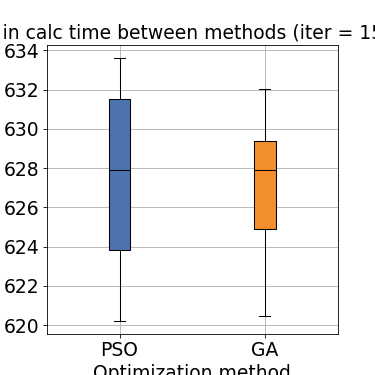 in calc time between methods (iter = 15
634
632
630
628
626
624
622
620
PSO
GA
Optimization method